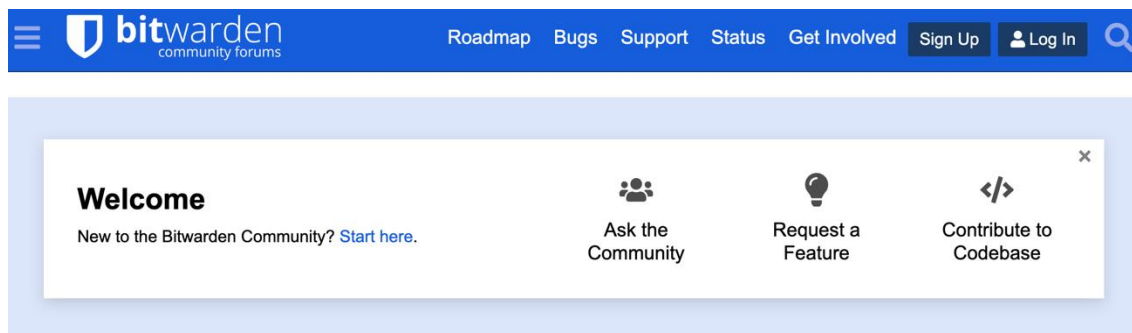 bitwarden
community forums
Roadmap Bugs Support Status Get Involved Sign Up Log In
Welcome
New to the Bitwarden Community? Start here.
Ask the
Community
Request a
Feature
Contribute to
Codebase